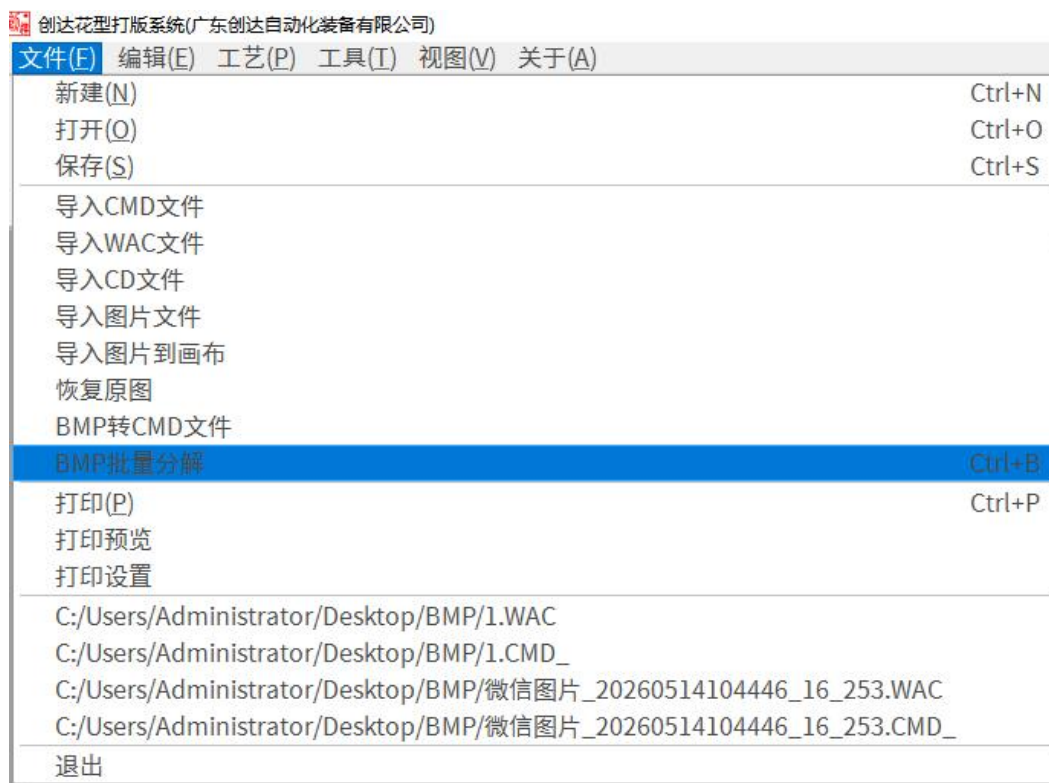 创达花型打版系统(广东创达自动化装备有限公司)
文件(F) 编辑(E) 工艺(P) 工具(T) 视图(V) 关于(A)
新建(N) Ctrl+N
打开(O) Ctrl+O
保存(S) Ctrl+S
导入CMD文件
导入WAC文件
导入CD文件
导入图片文件
导入图片到画布
恢复原图
BMP转CMD文件
BMP批量分解 Ctrl+B
打印(P) Ctrl+P
打印预览
打印设置
C:/Users/Administrator/Desktop/BMP/1.WAC
C:/Users/Administrator/Desktop/BMP/1.CMD_
C:/Users/Administrator/Desktop/BMP/微信图片_20260514104446_16_253.WAC
C:/Users/Administrator/Desktop/BMP/微信图片_20260514104446_16_253.CMD_
退出